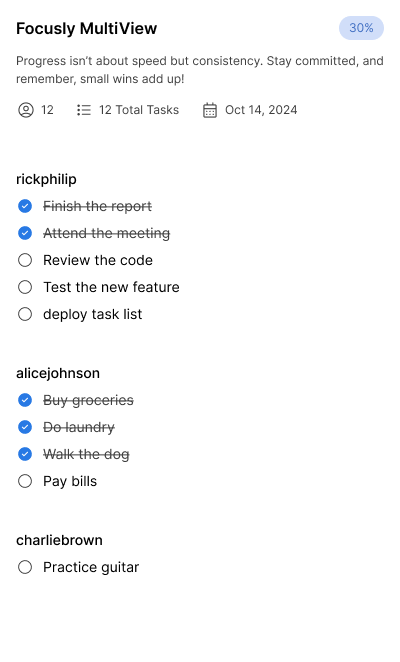 Focusly MultiView
30%
Progress isn't about speed but consistency. Stay committed, and
remember, small wins add up!
12
12 Total Tasks
Oct 14, 2024
rickphilip
Finish the report
Attend the meeting
Review the code
Test the new feature
deploy task list
alicejohnson
Buy groceries
Do laundry
Walk the dog
Pay bills
charliebrown
Practice guitar